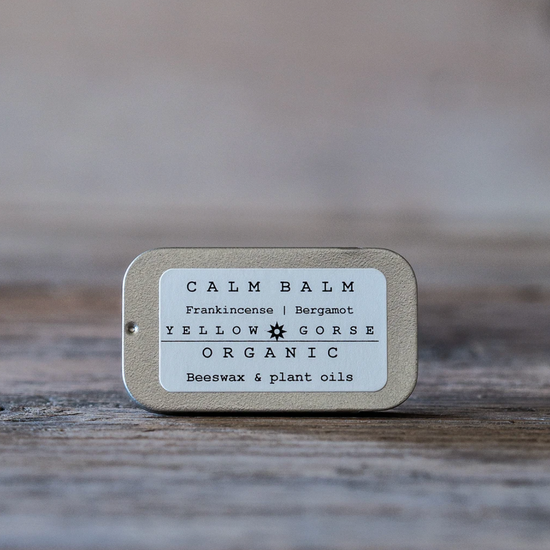 CALM BALM
Frankincense | Bergamot
YELLOW GORSE
ORGANIC
Beeswax & plant oils